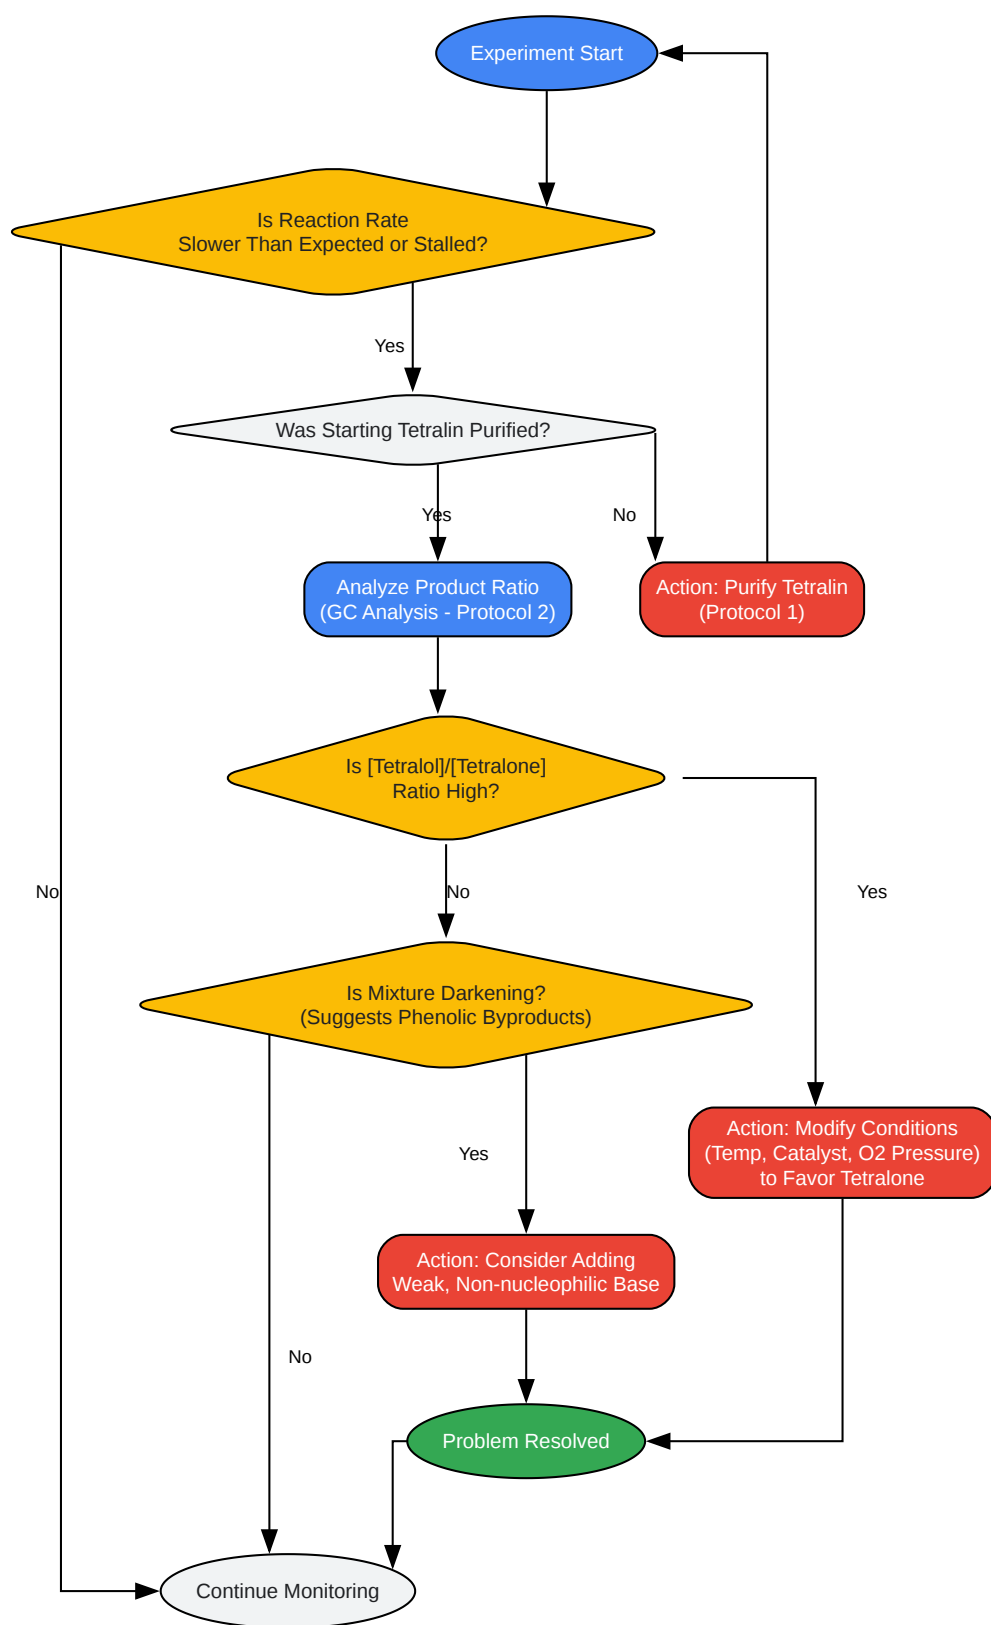 Experiment Start
Is Reaction Rate
Slower Than Expected or Stalled?
Yes
Was Starting Tetralin Purified?
Yes
No
Analyze Product Ratio
(GC Analysis - Protocol 2)
Action: Purify Tetralin
(Protocol 1)
Is [Tetralol]/[Tetralone]
Ratio High?
No
No
Yes
Is Mixture Darkening?
(Suggests Phenolic Byproducts)
Yes
Action: Modify Conditions
(Temp, Catalyst, O2 Pressure)
to Favor Tetralone
Action: Consider Adding
Weak, Non-nucleophilic Base
No
Problem Resolved
Continue Monitoring